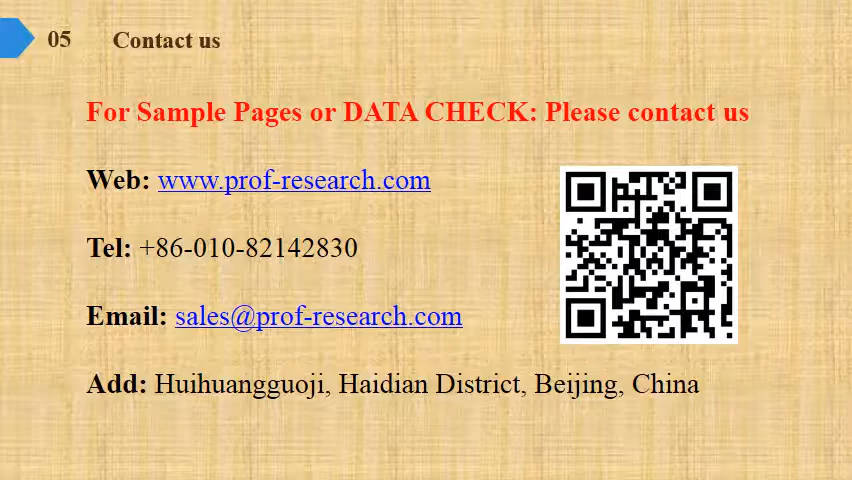 05 Contact us
For Sample Pages or DATA CHECK: Please contact us
Web: www.prof-research.com
Tel: +86-010-82142830
Email: sales@prof-research.com
Add: Huihuangguoji, Haidian District, Beijing, China